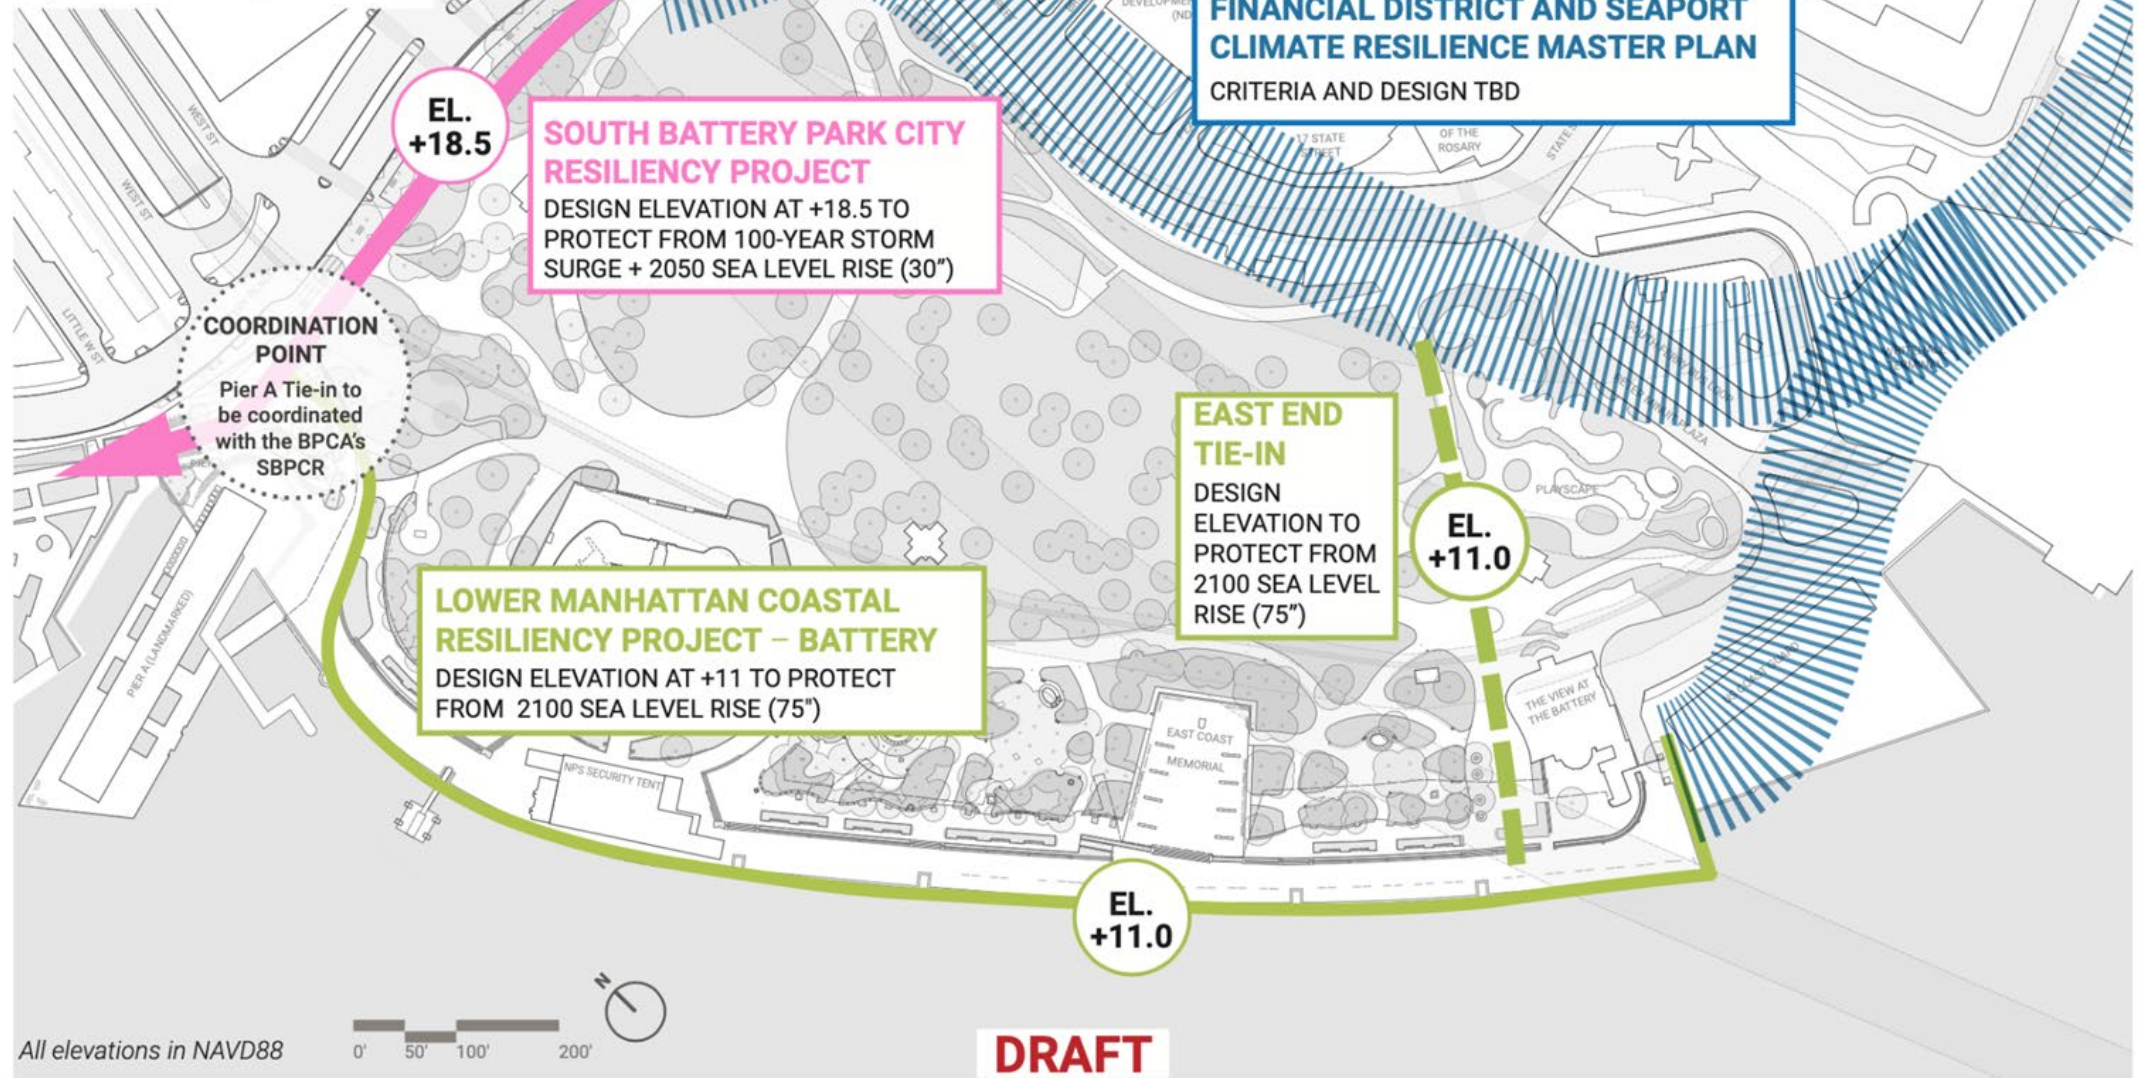 FINANCIAL DISTRICT AND SEAPORT
CLIMATE RESILIENCE MASTER PLAN
CRITERIA AND DESIGN TBD
EL.
+18.5
SOUTH BATTERY PARK CITY
RESILIENCY PROJECT
DESIGN ELEVATION AT +18.5 TO
PROTECT FROM 100-YEAR STORM
SURGE + 2050 SEA LEVEL RISE (30”)
WEST ST
WEST ST
LITTLE W ST
17 STATE
STREET
OF THE
ROSARY
STATE S
COORDINATION
POINT
Pier A Tie-in to
be coordinated
with the BPCA’s
SBPCR
PIER A (LANDMARKED)
EAST END
TIE-IN
DESIGN
ELEVATION TO
PROTECT FROM
2100 SEA LEVEL
RISE (75”)
EL.
+11.0
PLAYSCAPE
PLAZA
LOWER MANHATTAN COASTAL
RESILIENCY PROJECT – BATTERY
DESIGN ELEVATION AT +11 TO PROTECT
FROM 2100 SEA LEVEL RISE (75")
NPS SECURITY TENT
EAST COAST
MEMORIAL
THE VIEW AT
THE BATTERY
EL.
+11.0
N
0'
50'
100'
200'
All elevations in NAVD88
DRAFT